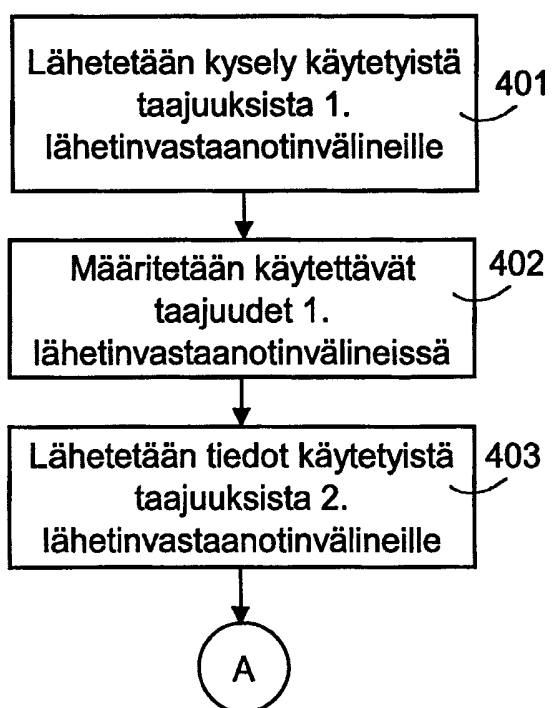 Lähetetään kysely käytetyistä
taajuuksista 1.
lähetinvastaanotinvälineille
401
Määritetään käytettävät
taajuudet 1.
lähetinvastaanotinvälineissä
402
Lähetetään tiedot käytetyistä
taajuuksista 2.
lähetinvastaanotinvälineille
403
A